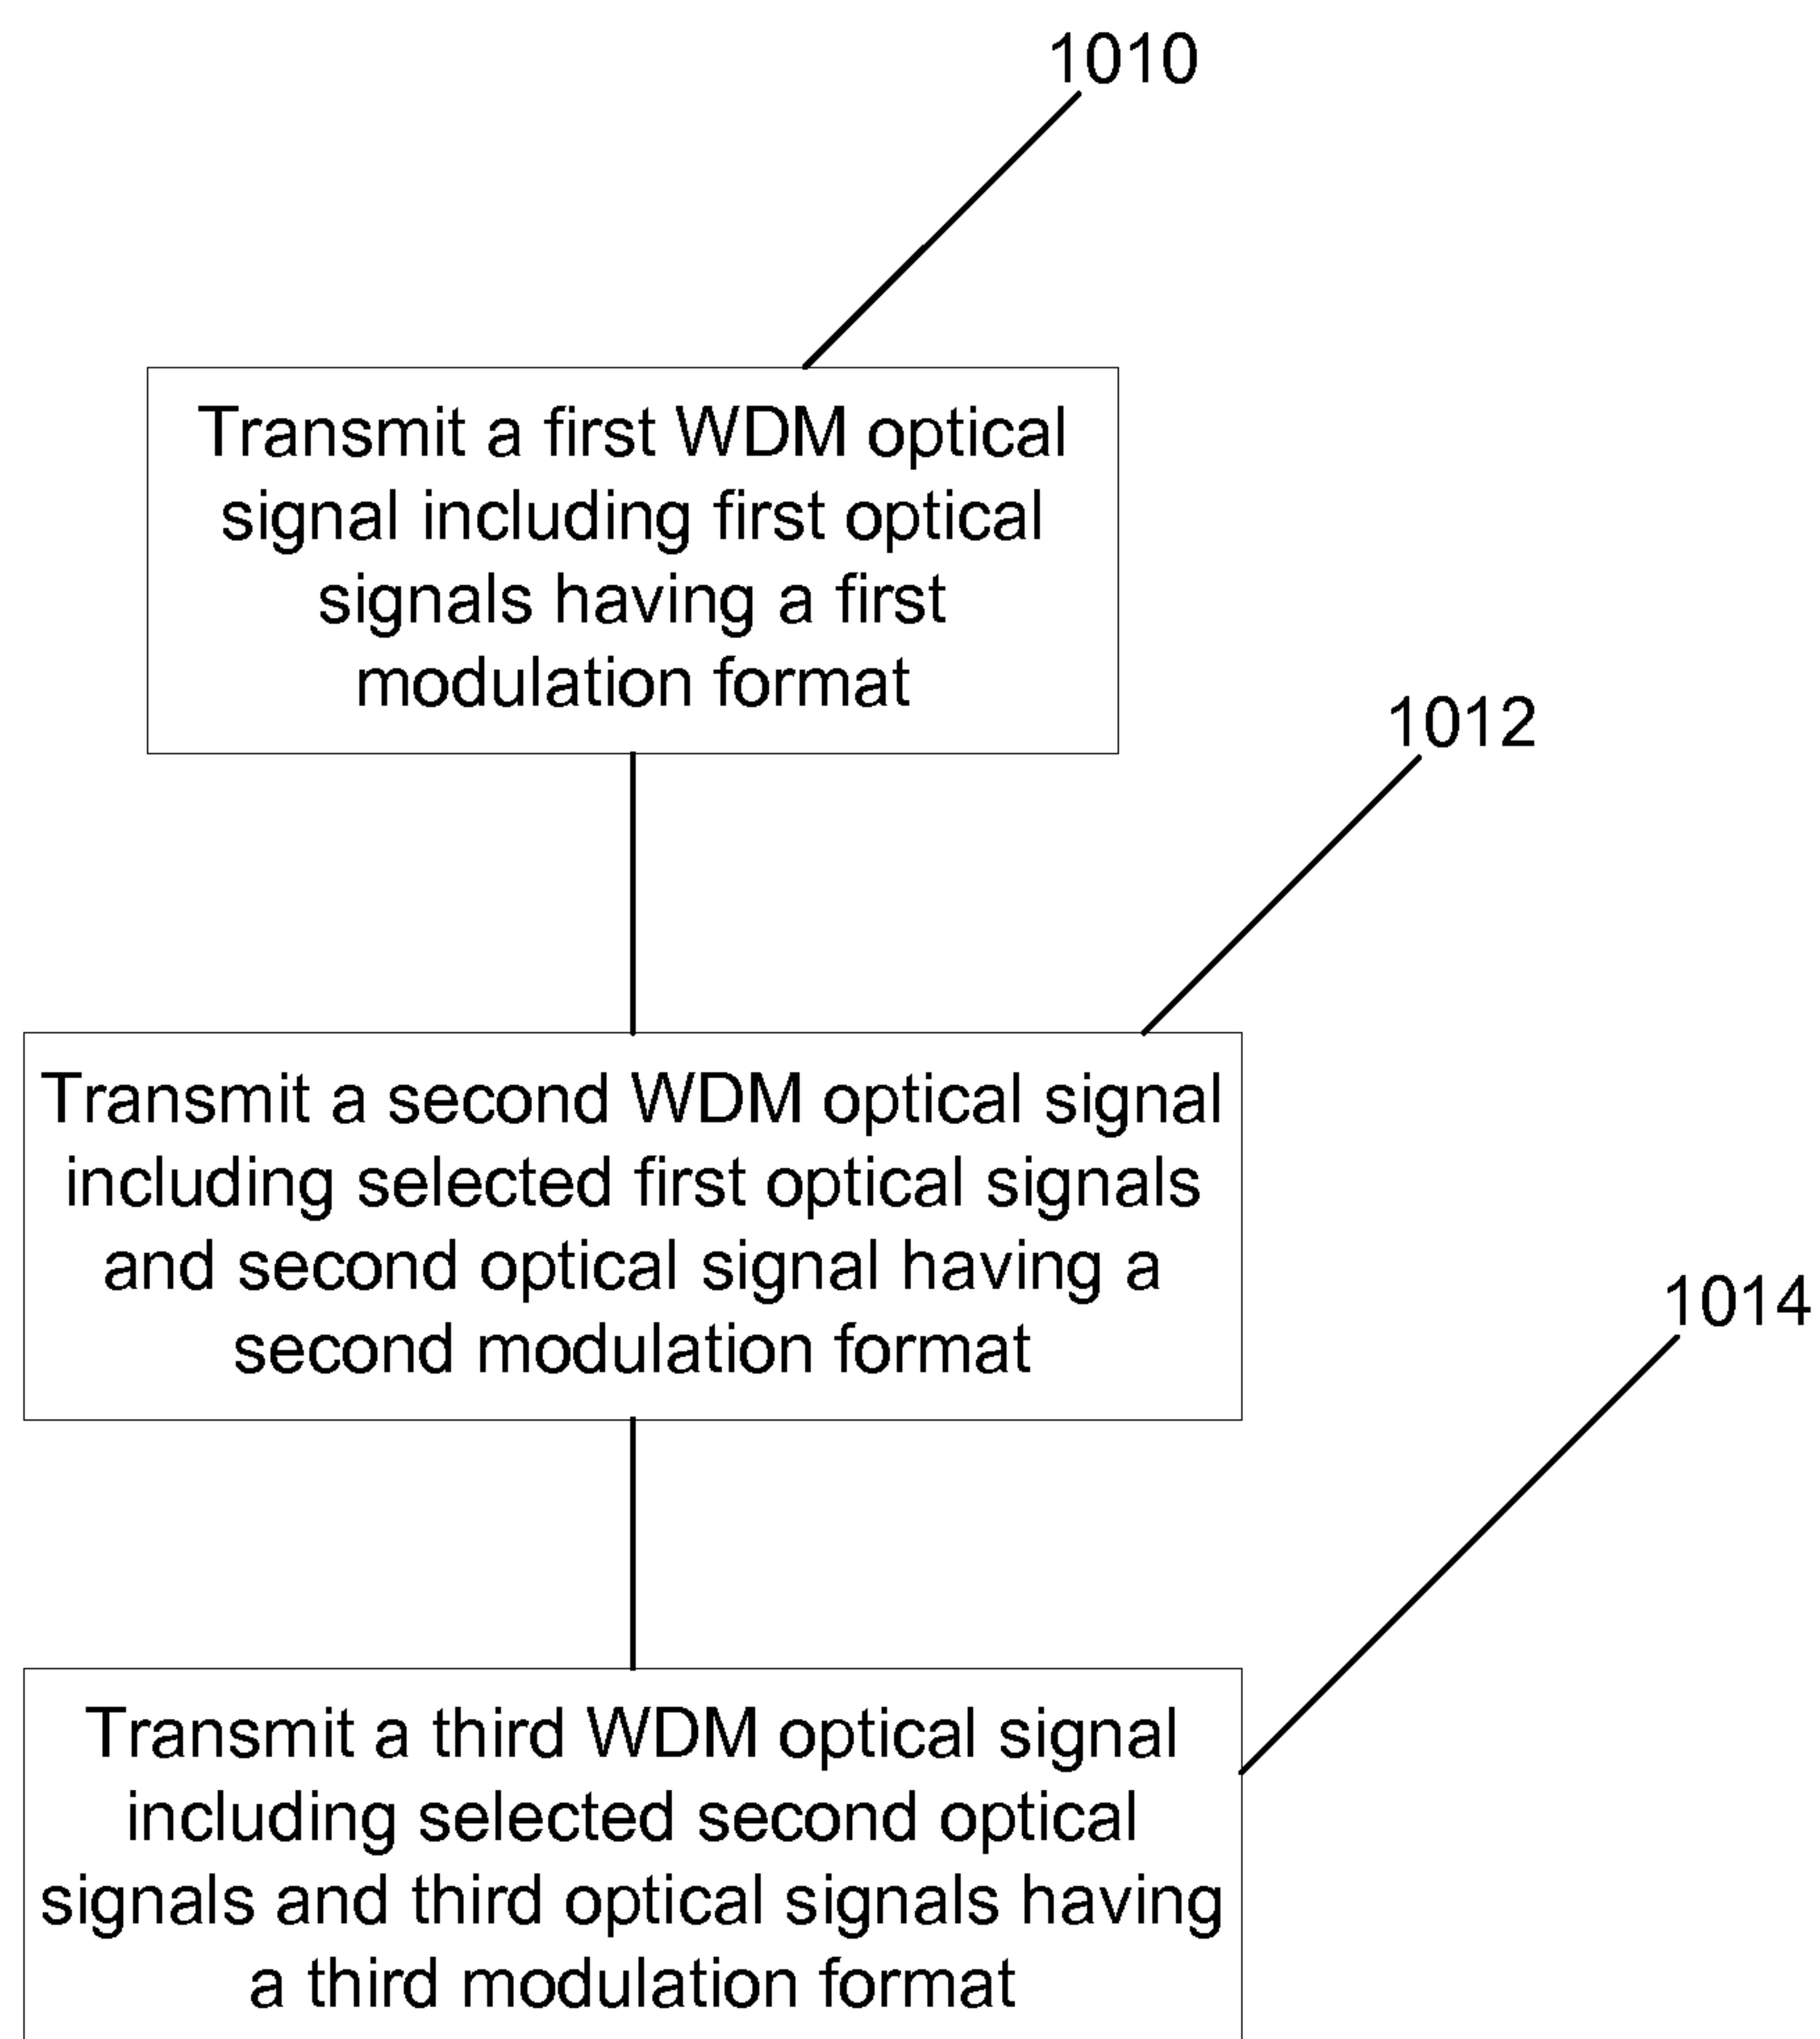 1010
Transmit a first WDM optical
signal including first optical
signals having a first
modulation format
1012
Transmit a second WDM optical signal
including selected first optical signals
and second optical signal having a
second modulation format
1014
Transmit a third WDM optical signal
including selected second optical
signals and third optical signals having
a third modulation format